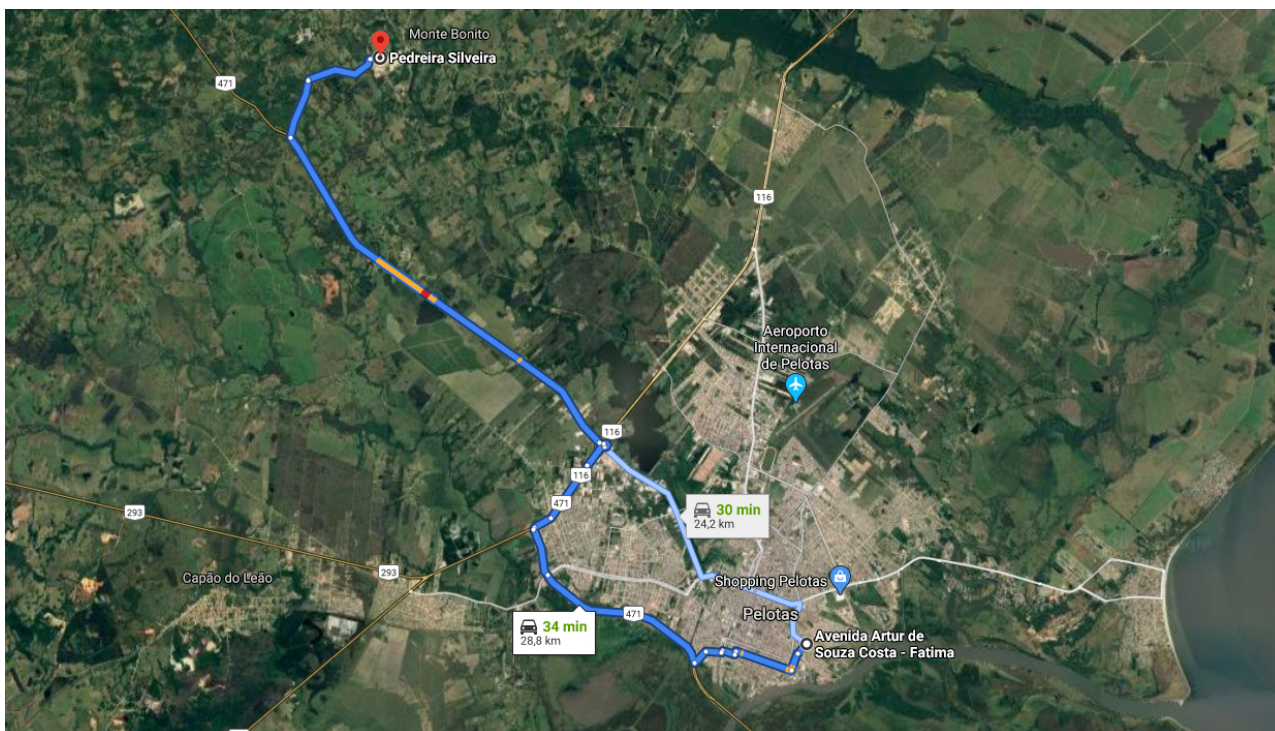 Monte Bonito
Pedreira Silveira
471
116
Aeroporto
Internacional
de Pelotas
116
116
471
30 min
24,2 km
293
293
Capão do Leão
Shopping Pelotas
471
Pelotas
34 min
28,8 km
Avenida Artur de
Souza Costa - Fatima